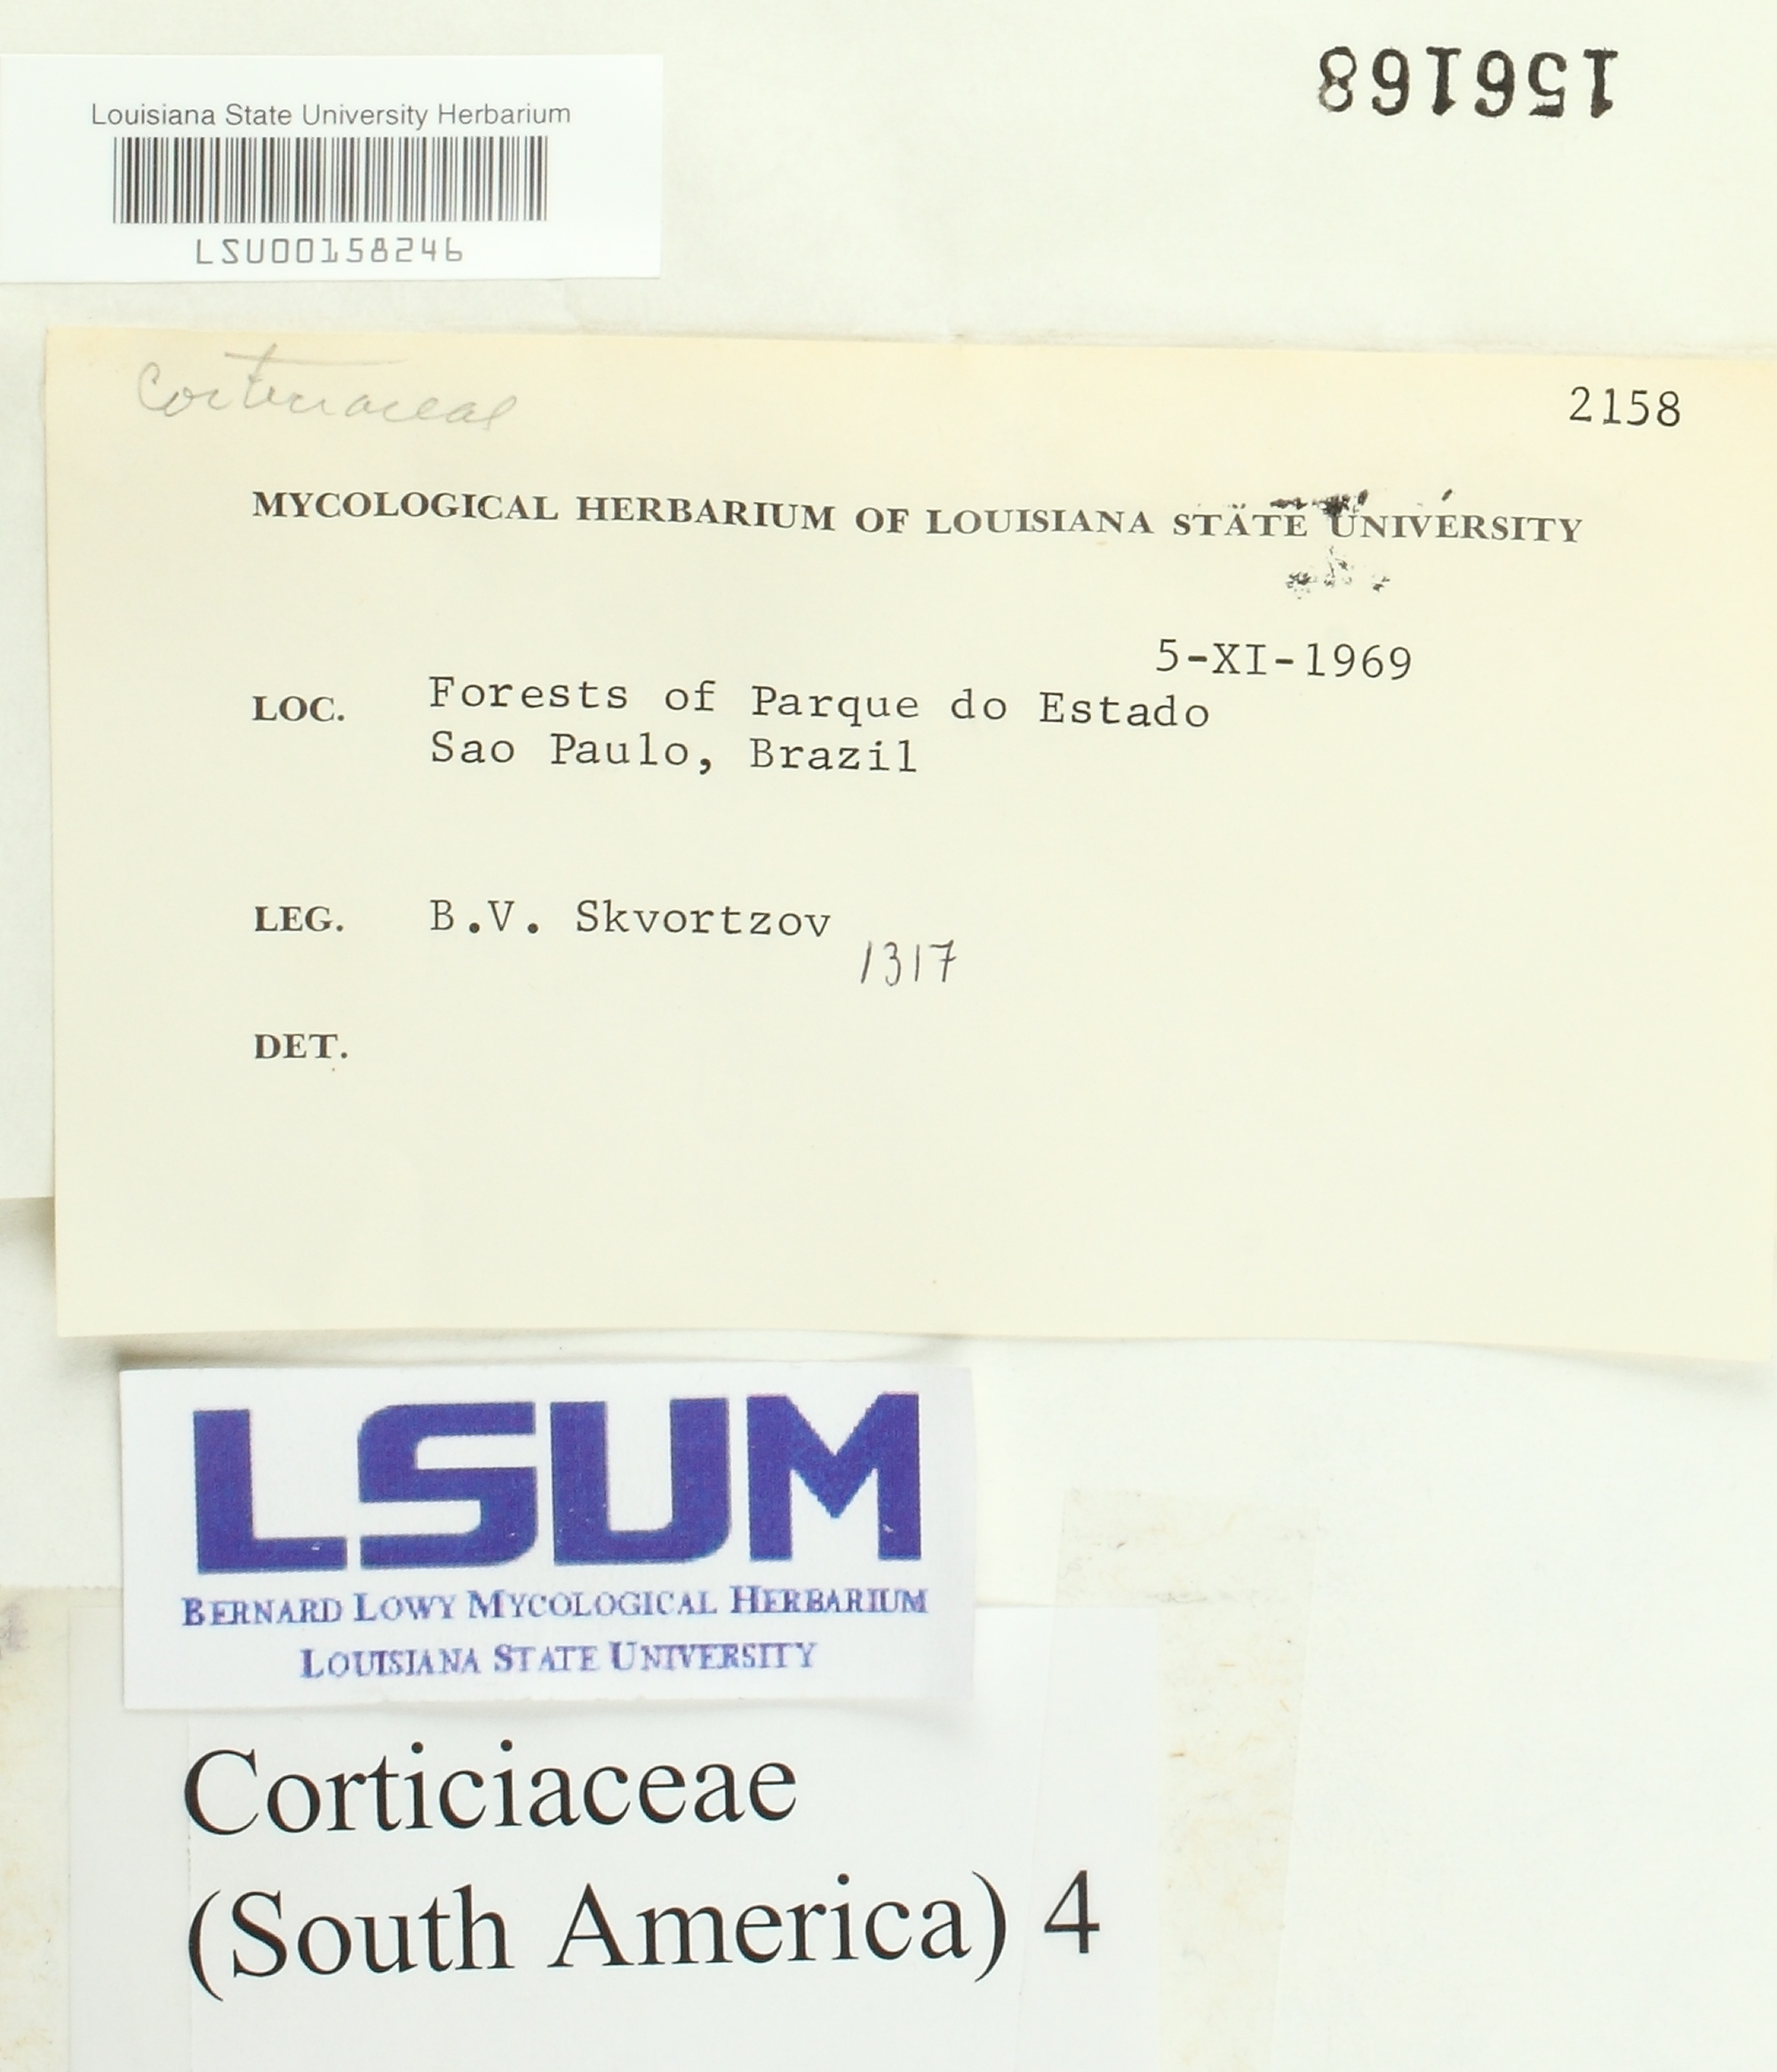 156168
Louisiana State University Herbarium
LSU00158246
Corticiaceae
2158
MYCOLOGICAL HERBARIUM OF LOUISIANA STATE UNIVERSITY
5-XI-1969
LOC. Forests of Parque do Estado
Sao Paulo, Brazil
LEG. B.V. Skvortzov
1317
DET.
LSUM
BERNARD LOWY MYCOLOGICAL HERBARIUM
LOUISIANA STATE UNIVERSITY
Corticiaceae
(South America) 4